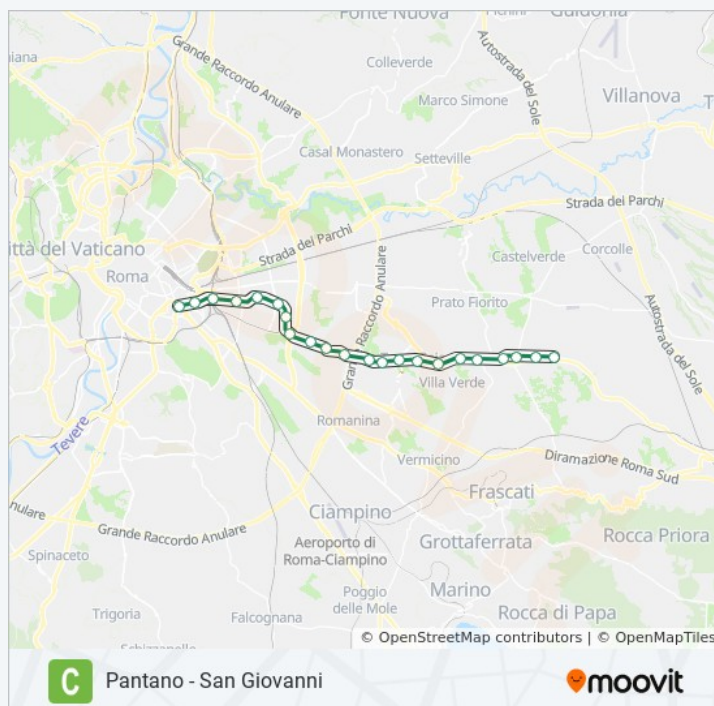 Fonte Nuova
Guidonia
Grande Raccordo Anulare
Colleverde
Autostrada del Sole
Marco Simone
Villanova
Casal Monastero
Setteville
Strada dei Parchi
Città del Vaticano
Strada dei Parchi
Castelverde
Corcolle
Roma
Grande Raccordo Anulare
Prato Fiorito
Autostrada del Sole
Villa Verde
Romanina
Tevere
Vermicino
Diramazione Roma Sud
Frascati
Ciampino
Grande Raccordo Anulare
Aeroporto di
Roma-Ciampino
Grottaferrata
Rocca Priora
Spinaceto
Marino
Poggio
delle Mole
Trigoria
Falcognana
Rocca di Papa
© OpenStreetMap contributors | © OpenMapTiles
C
Pantano - San Giovanni
moovit